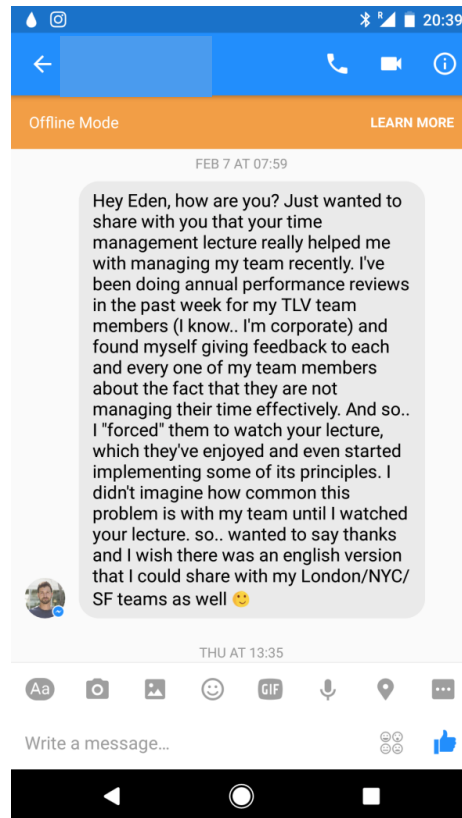 20:39
Offline Mode LEARN MORE
FEB 7 AT 07:59
Hey Eden, how are you? Just wanted to
share with you that your time
management lecture really helped me
with managing my team recently. I've
been doing annual performance reviews
in the past week for my TLV team
members (I know.. I'm corporate) and
found myself giving feedback to each
and every one of my team members
about the fact that they are not
managing their time effectively. And so..
I "forced" them to watch your lecture,
which they've enjoyed and even started
implementing some of its principles. I
didn't imagine how common this
problem is with my team until I watched
your lecture. so.. wanted to say thanks
and I wish there was an english version
that I could share with my London/NYC/
SF teams as well 🙂
THU AT 13:35
Aa GIF
Write a message...